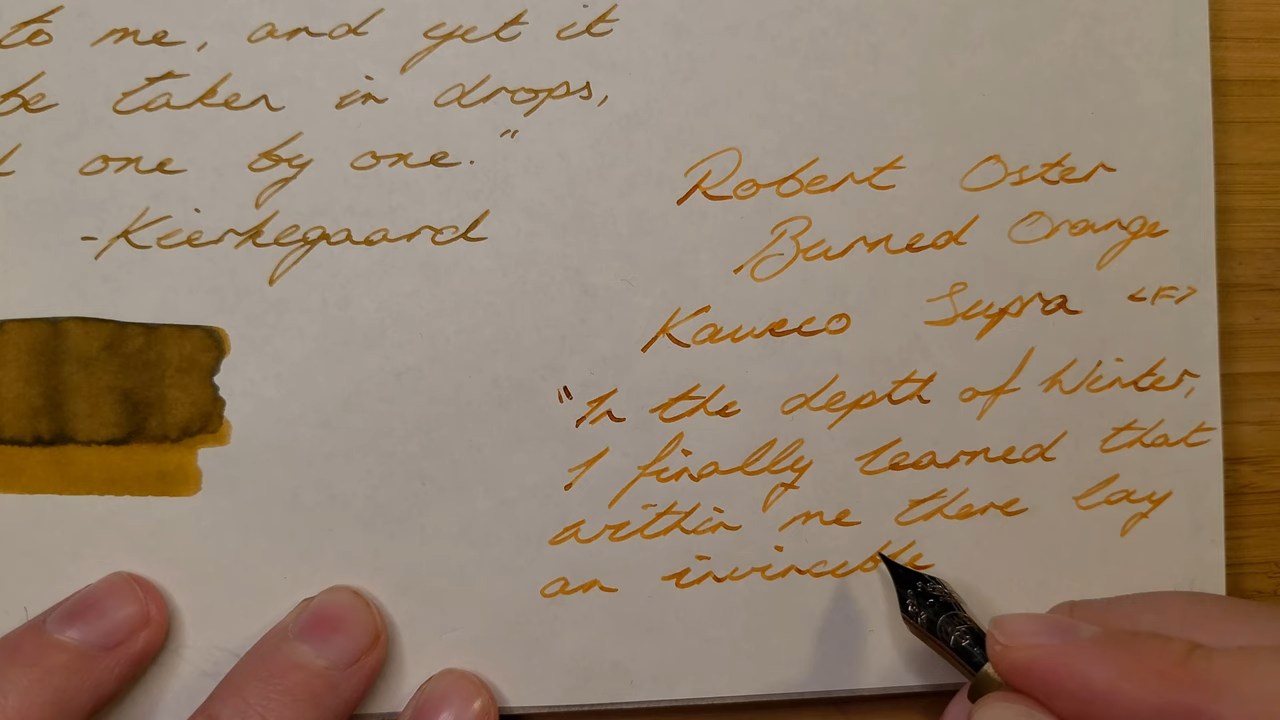 to me, and yet it
be taken in drops,
one by one."
-Kierkegaard
Robert Oster
Burned Orange
Kaweco Supra <F>
"In the depth of Winter,
I finally learned that
within me there lay
an invincible